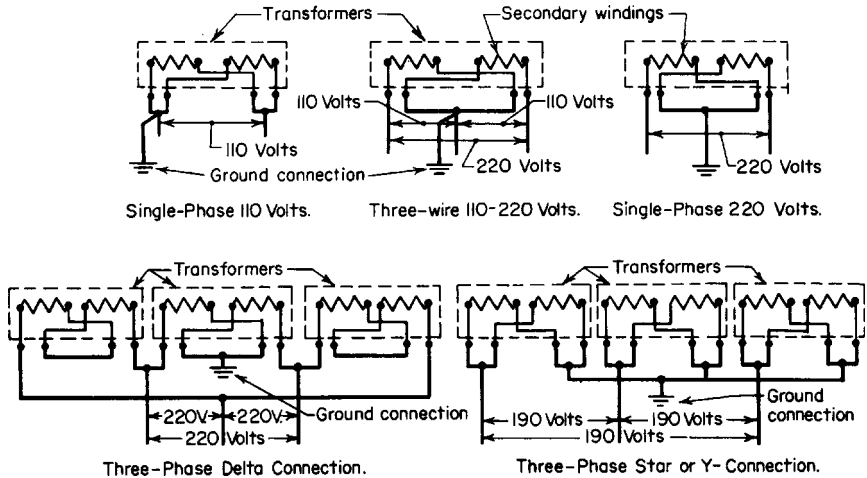 Transformers
Secondary windings
110 Volts
110 Volts
110 Volts
220 Volts
220 Volts
Ground connection
Single-Phase 110 Volts.
Three-wire 110-220 Volts.
Single-Phase 220 Volts.
Transformers
Transformers
220V.
220V.
220 Volts
Ground connection
190 Volts
190 Volts
190 Volts
Ground
connection
Three-Phase Delta Connection.
Three-Phase Star or Y-Connection.